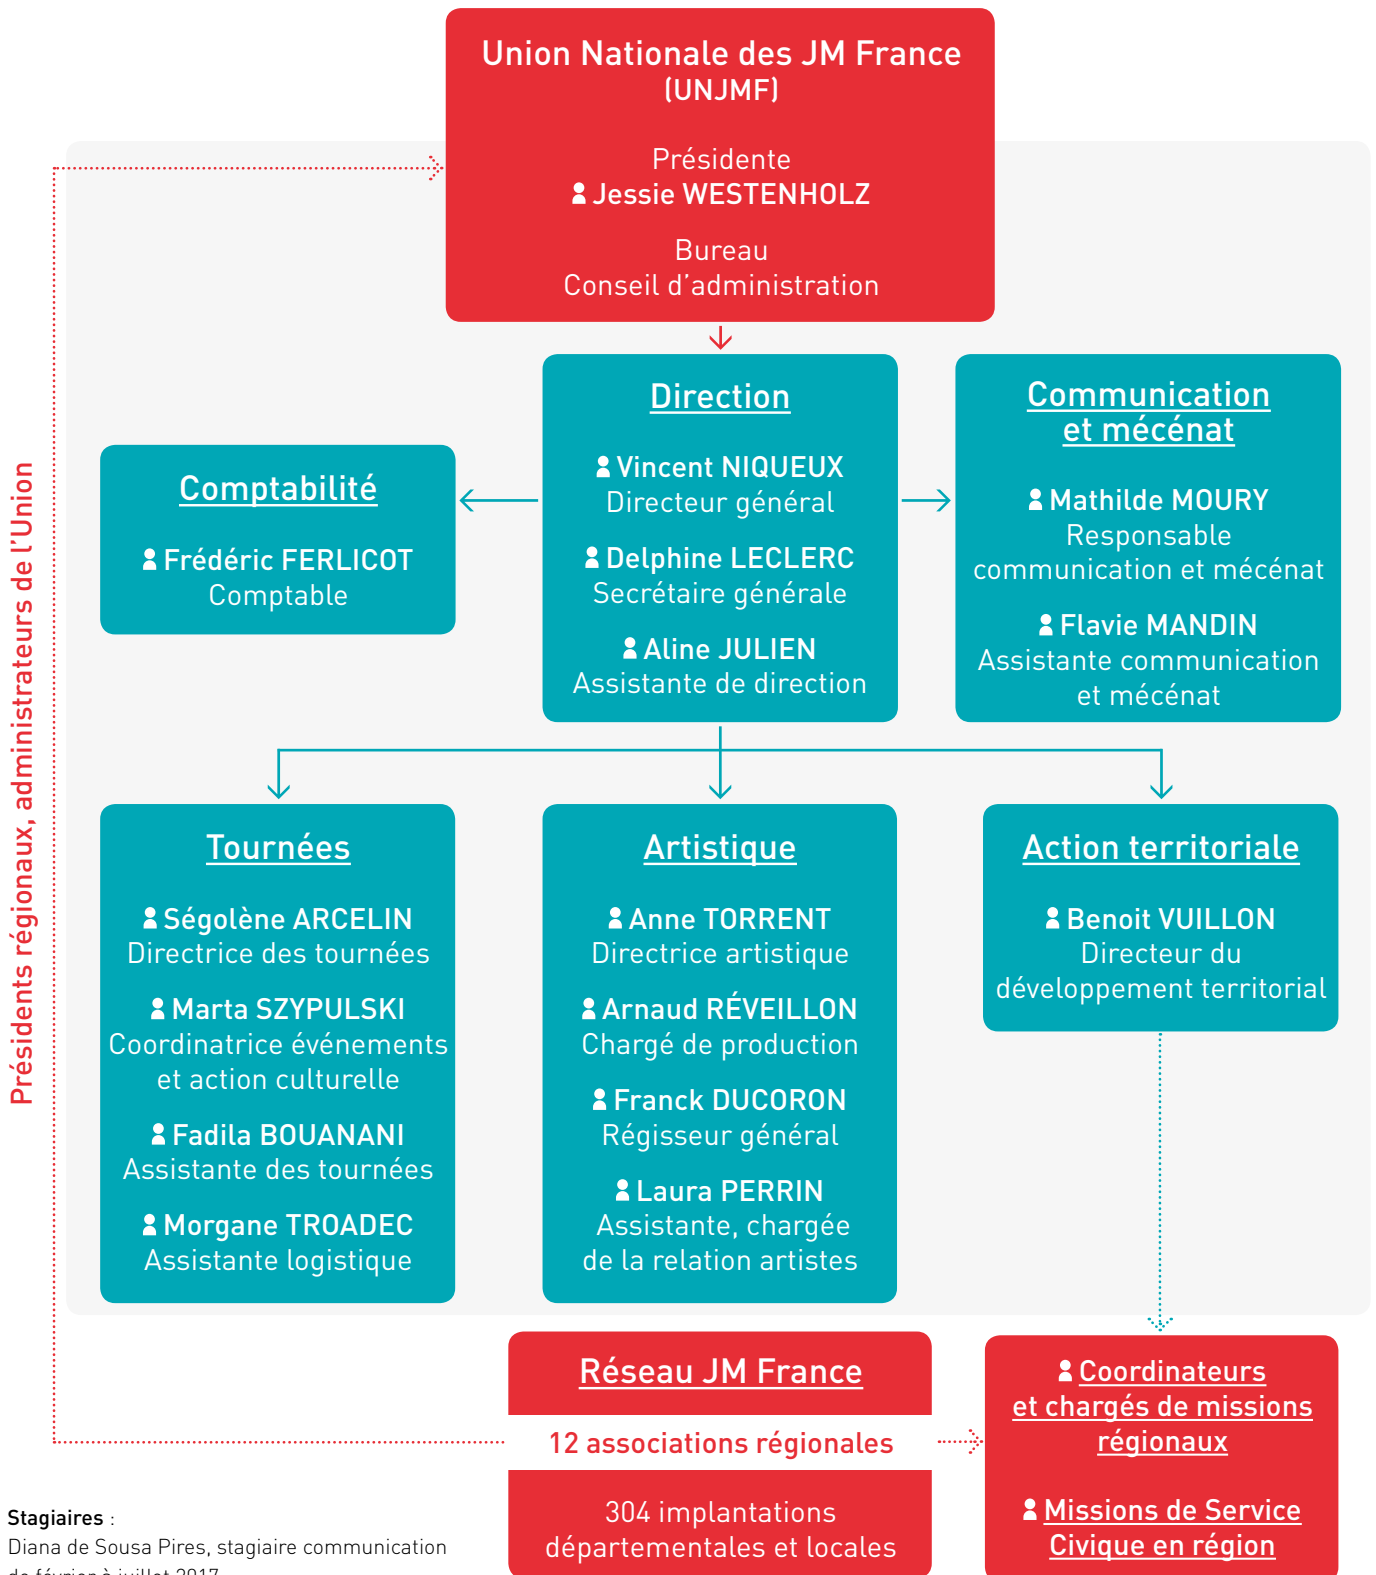 Union Nationale des JM France
(UNJMF)
Présidente
Jessie WESTENHOLZ
Bureau
Conseil d'administration
Présidents régionaux, administrateurs de l'Union
Direction
Vincent NIQUEUX
Directeur général
Delphine LECLERC
Secrétaire générale
Aline JULIEN
Assistante de direction
Communication
et mécénat
Mathilde MOURY
Responsable
communication et mécénat
Flavie MANDIN
Assistante communication
et mécénat
Comptabilité
Frédéric FERLICOT
Comptable
Tournées
Ségolène ARCELIN
Directrice des tournées
Marta SZYPULSKI
Coordinatrice événements
et action culturelle
Fadila BOUANANI
Assistante des tournées
Morgane TROADEC
Assistante logistique
Artistique
Anne TORRENT
Directrice artistique
Arnaud RÉVEILLON
Chargé de production
Franck DUCORON
Régisseur général
Laura PERRIN
Assistante, chargée
de la relation artistes
Action territoriale
Benoit VUILLON
Directeur du
développement territorial
Réseau JM France
12 associations régionales
304 implantations
départementales et locales
Coordinateurs
et chargés de missions
régionaux
Missions de Service
Civique en région
Stagiaires :
Diana de Sousa Pires, stagiaire communication
de février à juillet 2017